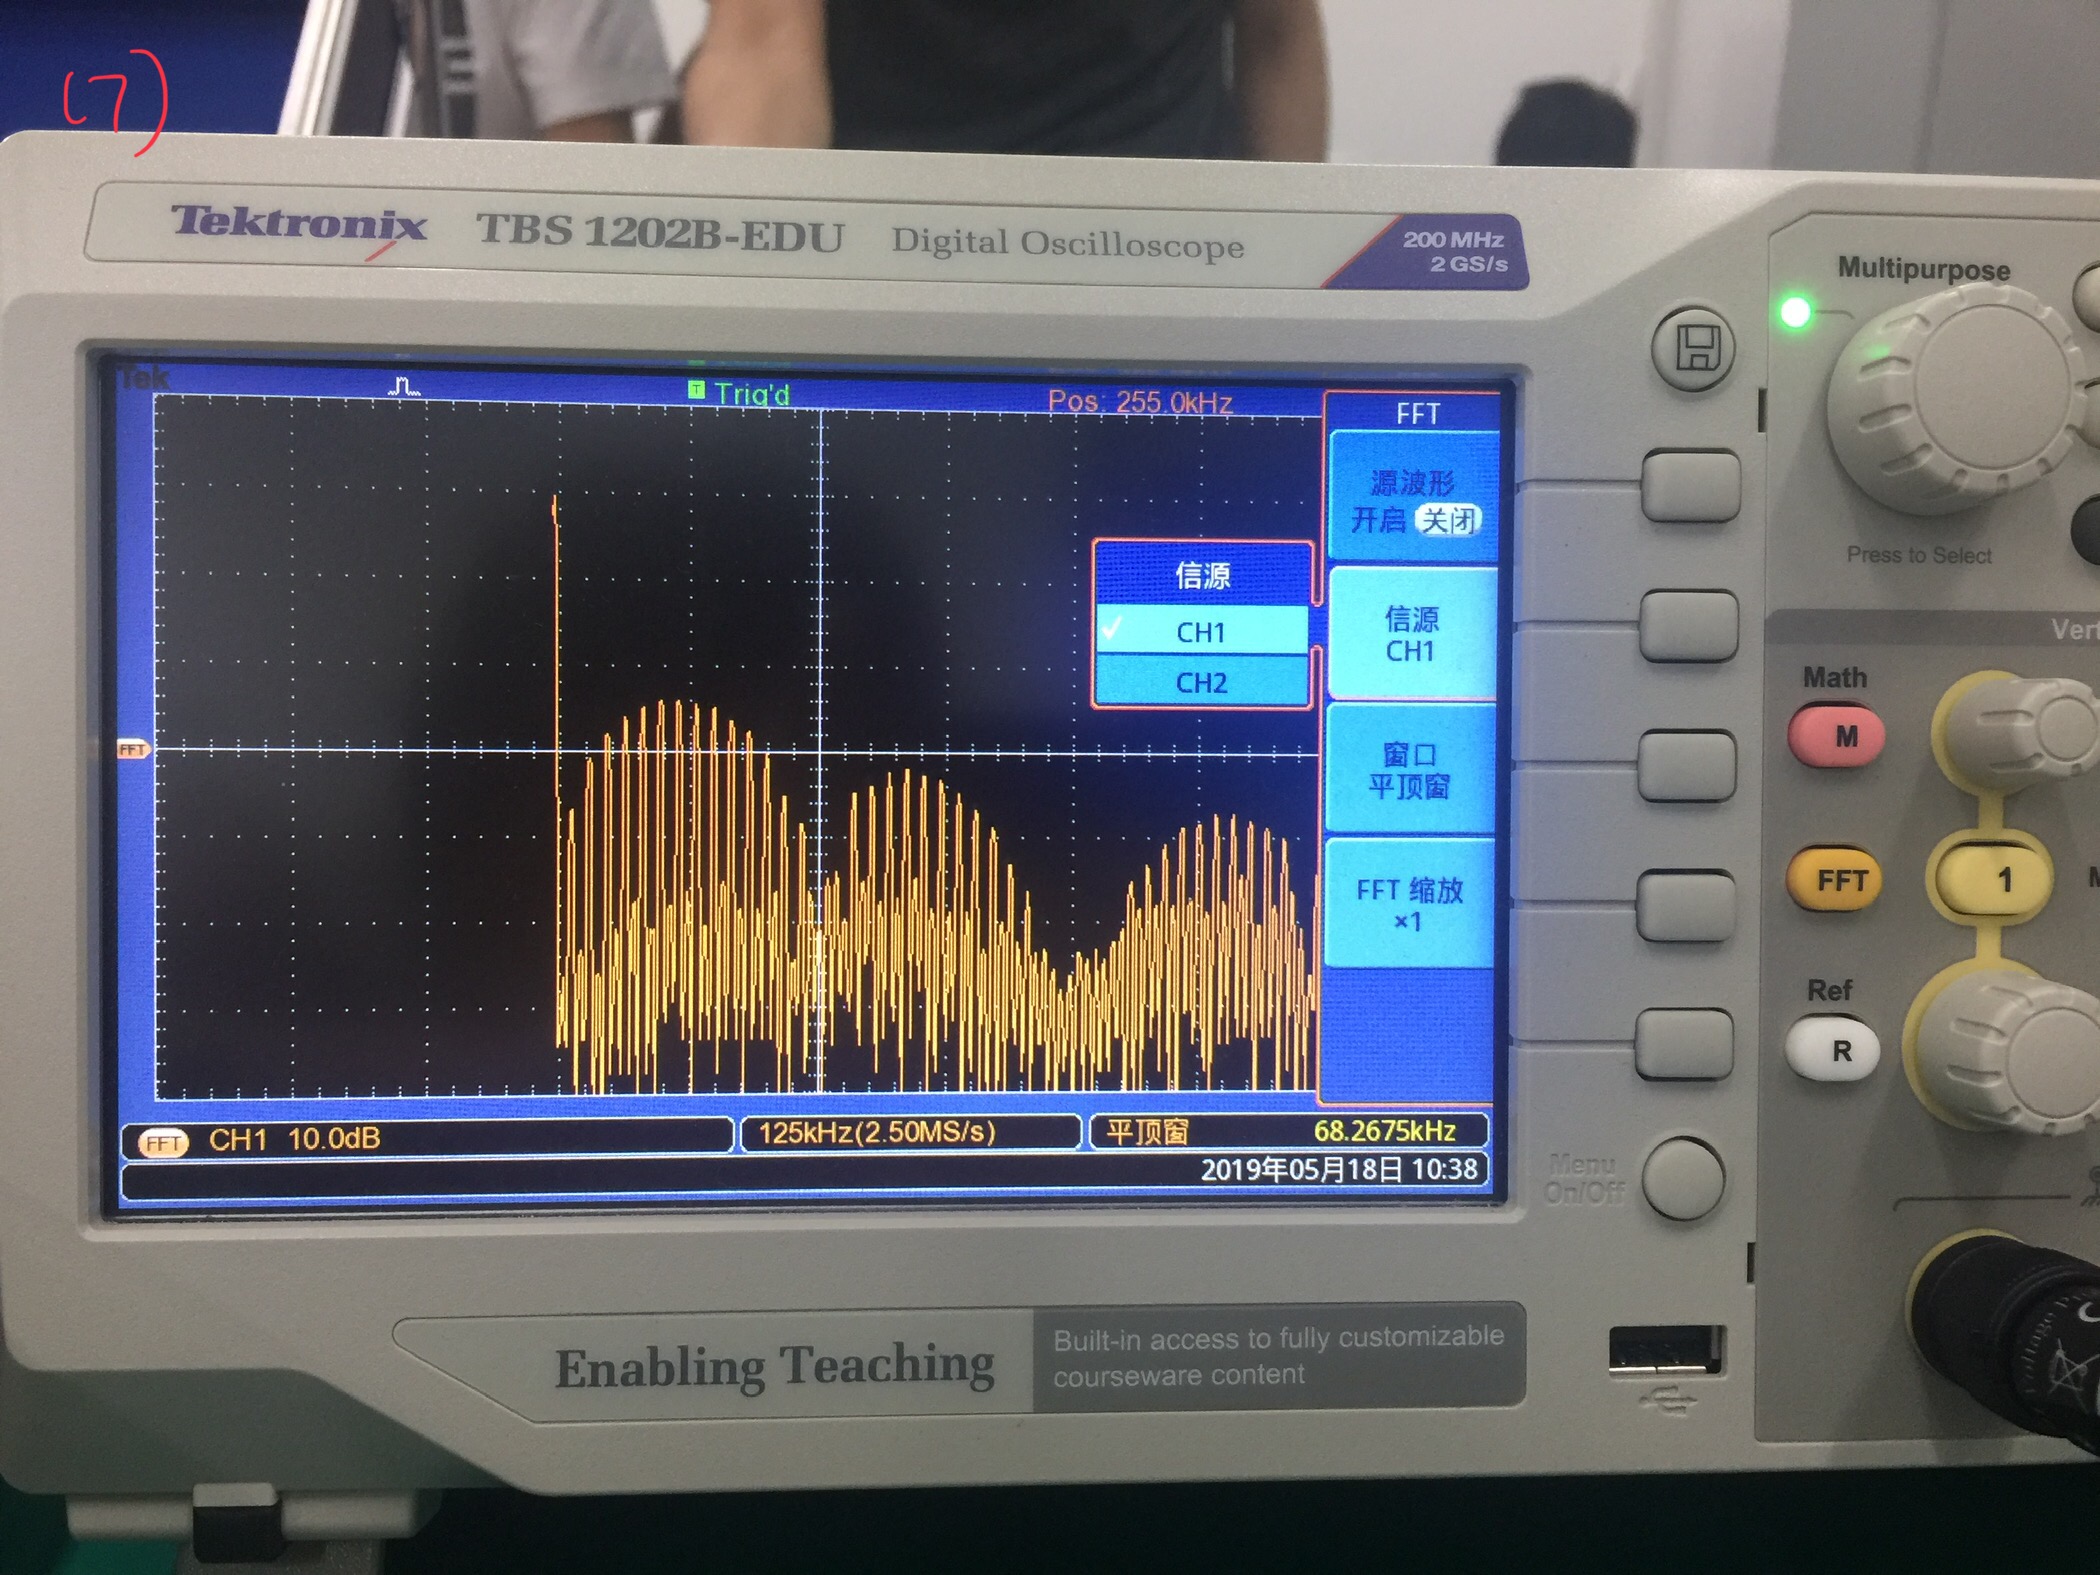 (7)
Tektronix TBS 1202B-EDU Digital Oscilloscope
200 MHz
2 GS/s
Multipurpose
Press to Select
Tek
T Trig'd
Pos: 255.0kHz
FFT
源波形
开启 关闭
信源
CH1
CH2
信源
CH1
窗口
平顶窗
FFT 缩放
×1
FFT
FFT CH1 10.0dB
125kHz(2.50MS/s)
平顶窗 68.2675kHz
2019年05月18日 10:38
Math
M
FFT
1
Ref
R
Menu
On/Off
Enabling Teaching
Built-in access to fully customizable
courseware content